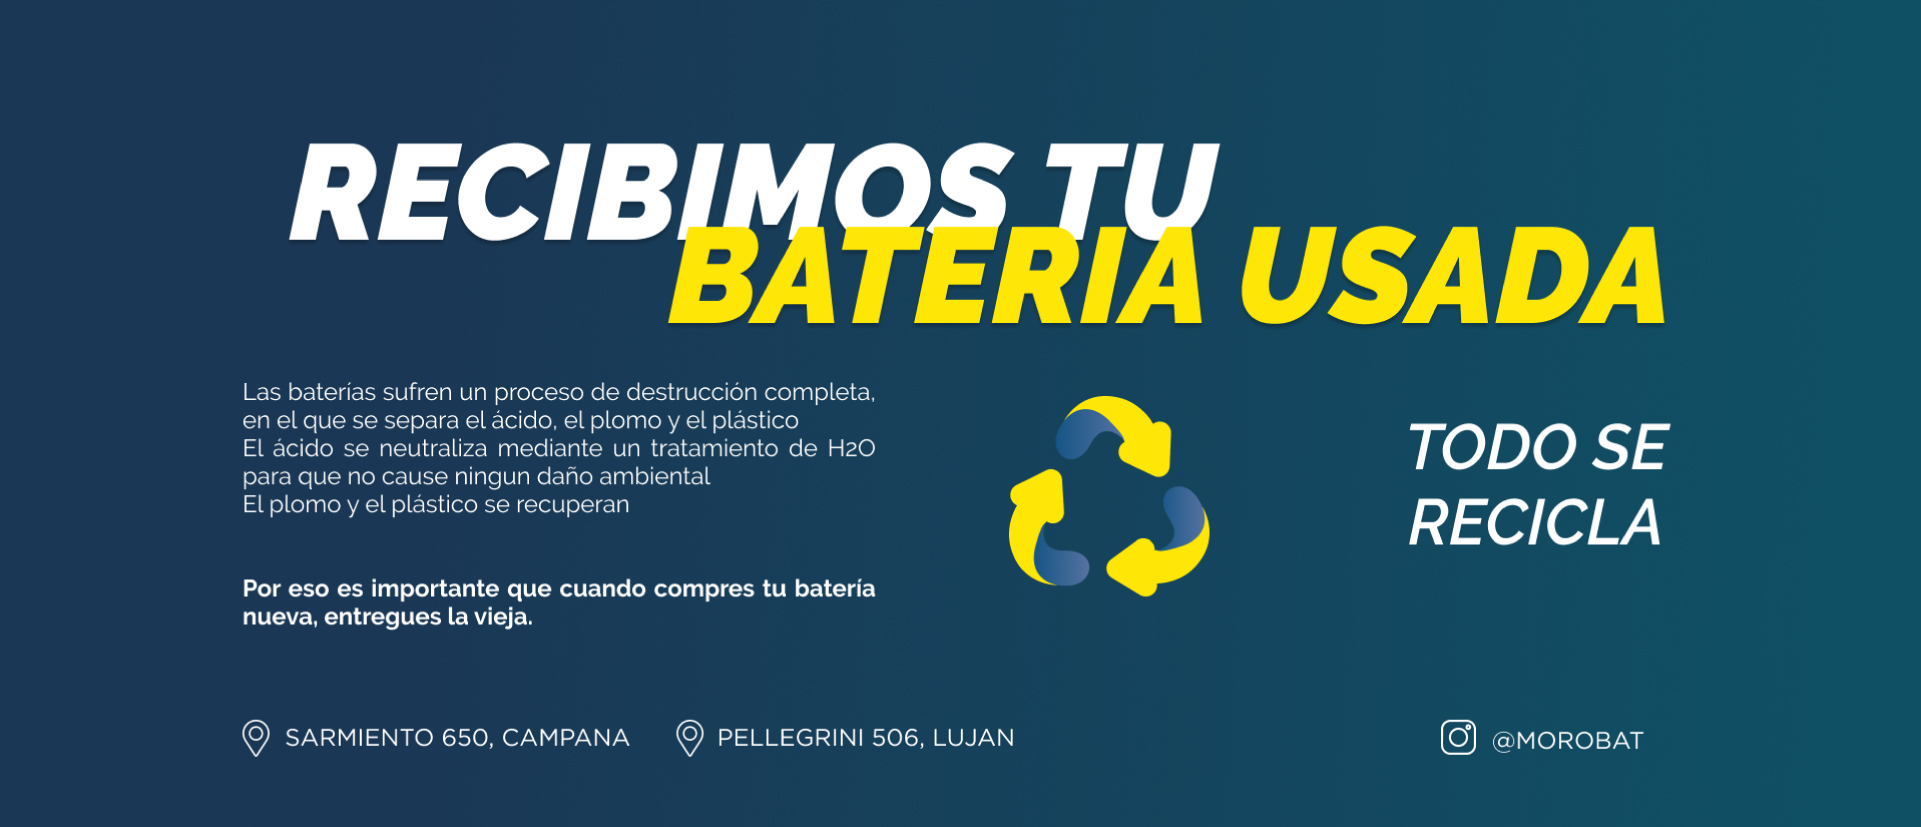 RECIBIMOS TU
BATERIA USADA
Las baterías sufren un proceso de destrucción completa,
en el que se separa el ácido, el plomo y el plástico
El ácido se neutraliza mediante un tratamiento de H2O
para que no cause ningun daño ambiental
El plomo y el plástico se recuperan
Por eso es importante que cuando compres tu batería
nueva, entregues la vieja.
TODO SE
RECICLA
SARMIENTO 650, CAMPANA
PELLEGRINI 506, LUJAN
@MOROBAT